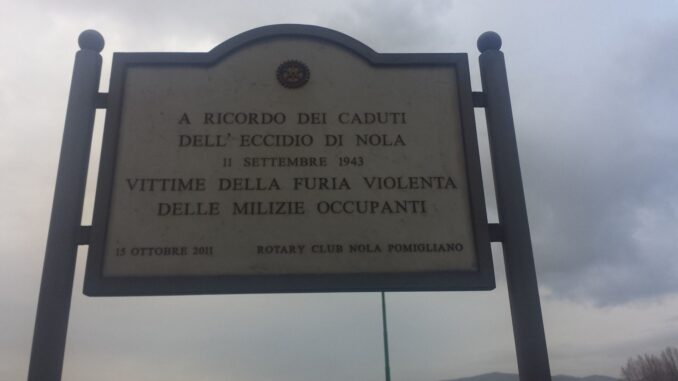 A RICORDO DEI CADUTI
DELL' ECCIDIO DI NOLA
11 SETTEMBRE 1943
VITTIME DELLA FURIA VIOLENTA
DELLE MILIZIE OCCUPANTI
15 OTTOBRE 2011 ROTARY CLUB NOLA POMIGLIANO